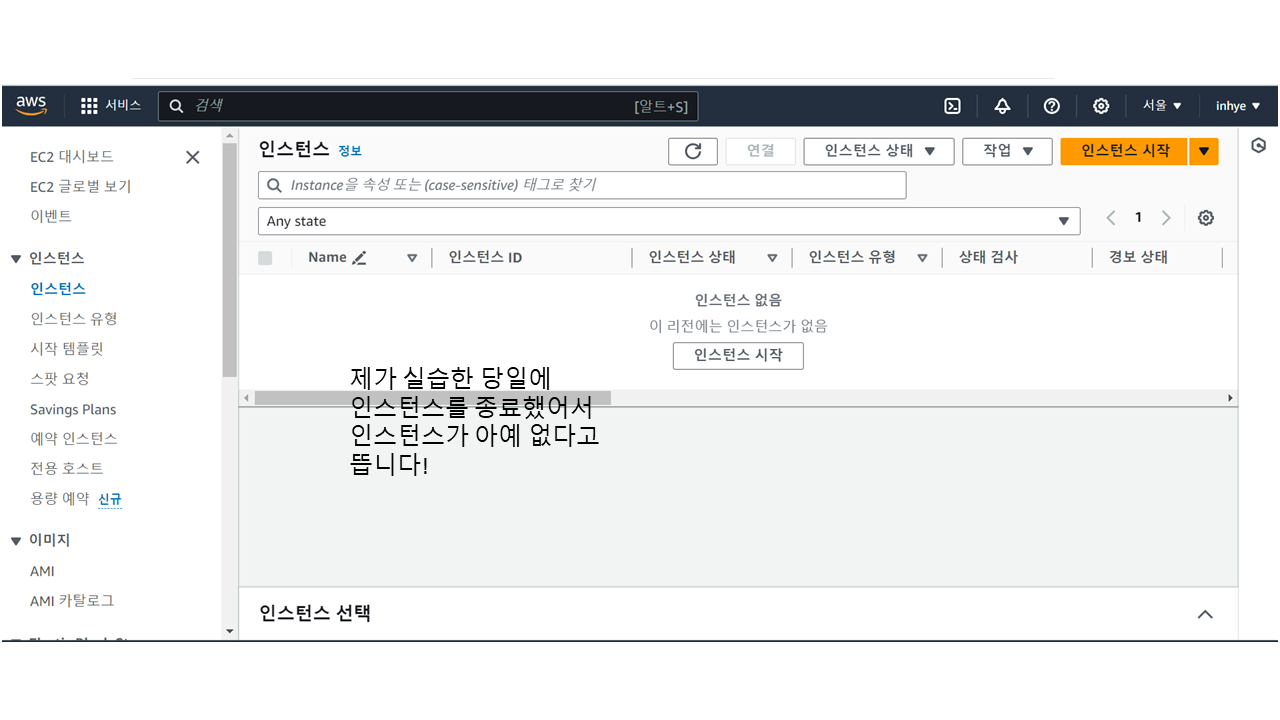 aws 서비스 검색 [알트+S] 서울 inhye
EC2 대시보드
EC2 글로벌 보기
이벤트
인스턴스
인스턴스
인스턴스 유형
시작 템플릿
스팟 요청
Savings Plans
예약 인스턴스
전용 호스트
용량 예약 신규
이미지
AMI
AMI 카탈로그
인스턴스 정보 연결 인스턴스 상태 작업 인스턴스 시작
Instance을 속성 또는 (case-sensitive) 태그로 찾기
Any state 1
Name 인스턴스 ID 인스턴스 상태 인스턴스 유형 상태 검사 경보 상태
인스턴스 없음
이 리전에는 인스턴스가 없음
인스턴스 시작
제가 실습한 당일에
인스턴스를 종료했어서
인스턴스가 아예 없다고
뜹니다!
인스턴스 선택